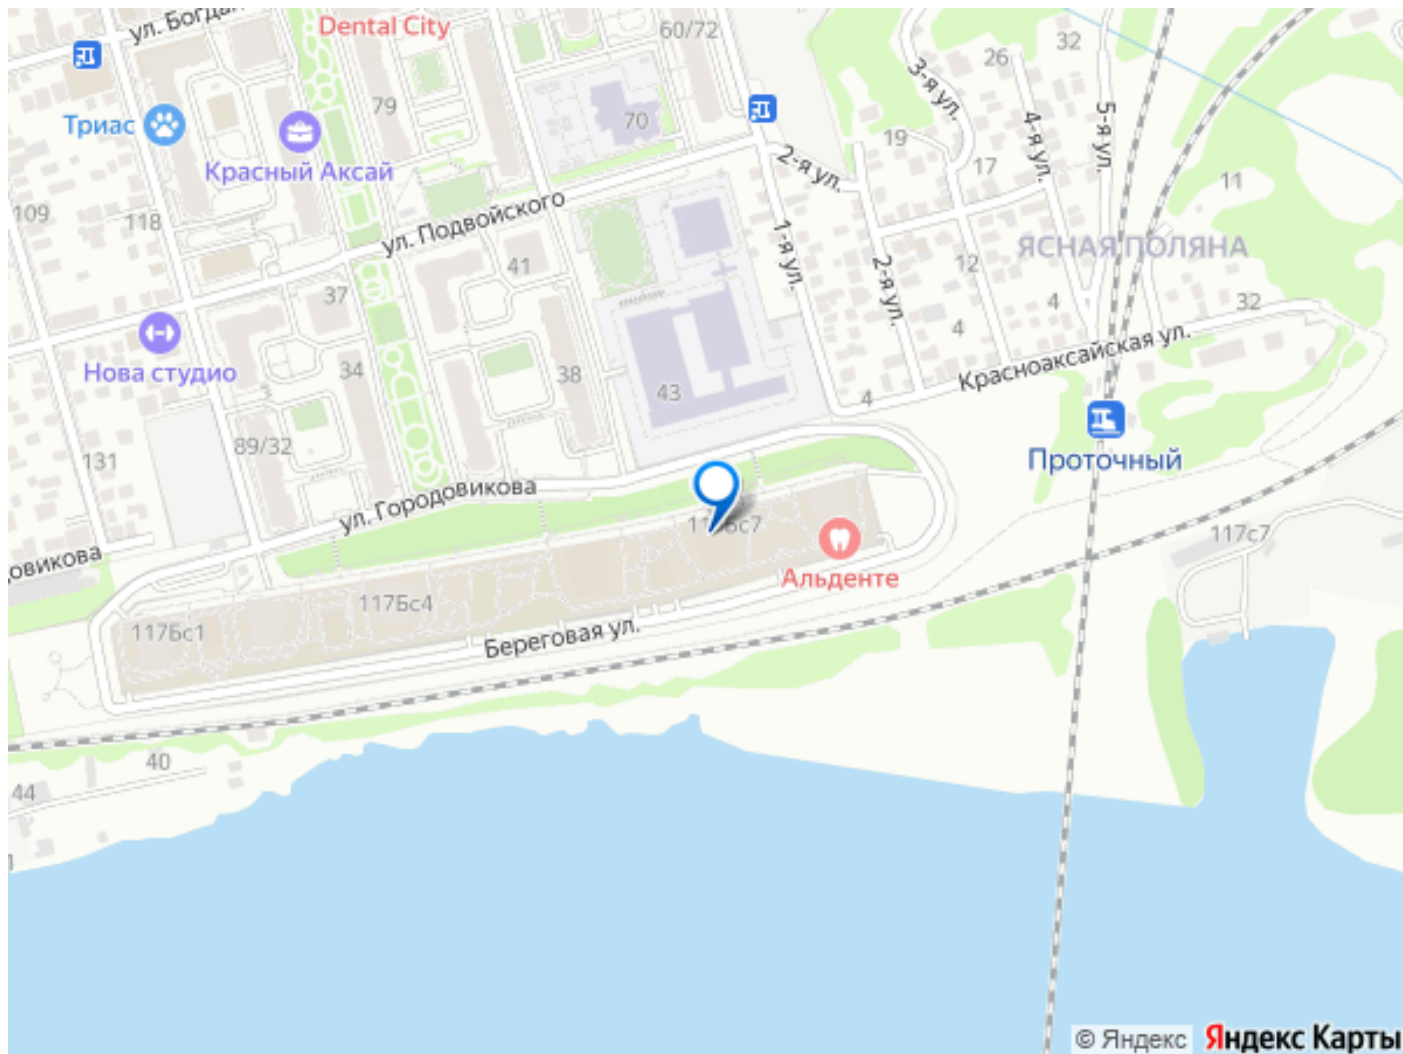 ул. Богдан
Dental City
60/72
26
32
3-я ул.
5-я ул.
79
Триас
70
19
4-я ул.
Красный Аксай
2-я ул.
17
11
109
118
ул. Подвойского
1-я ул.
ЯСНАЯ ПОЛЯНА
41
12
2-я ул.
37
4
32
Нова студио
34
38
4
Красноаксайская ул.
43
4
89/32
131
Проточный
ул. Городовикова
довикова
117с7
Альденте
117Бс4
117Бс1
Береговая ул.
40
44
© Яндекс
Яндекс Карты